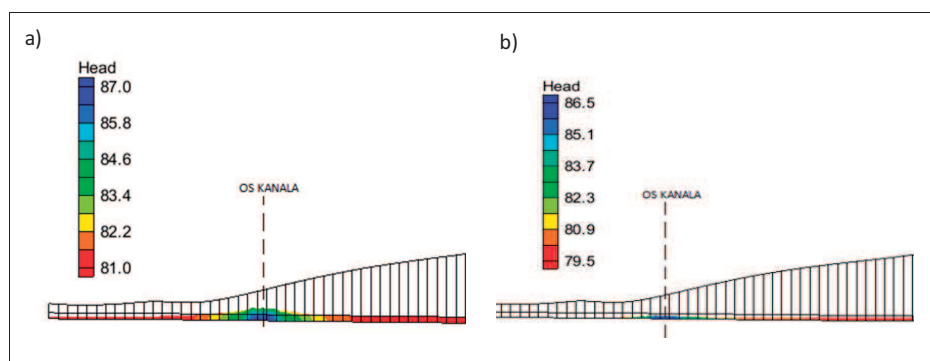 a)
Head
87.0
85.8
84.6
83.4
82.2
81.0
OS KANALA
b)
Head
86.5
85.1
83.7
82.3
80.9
79.5
OS KANALA